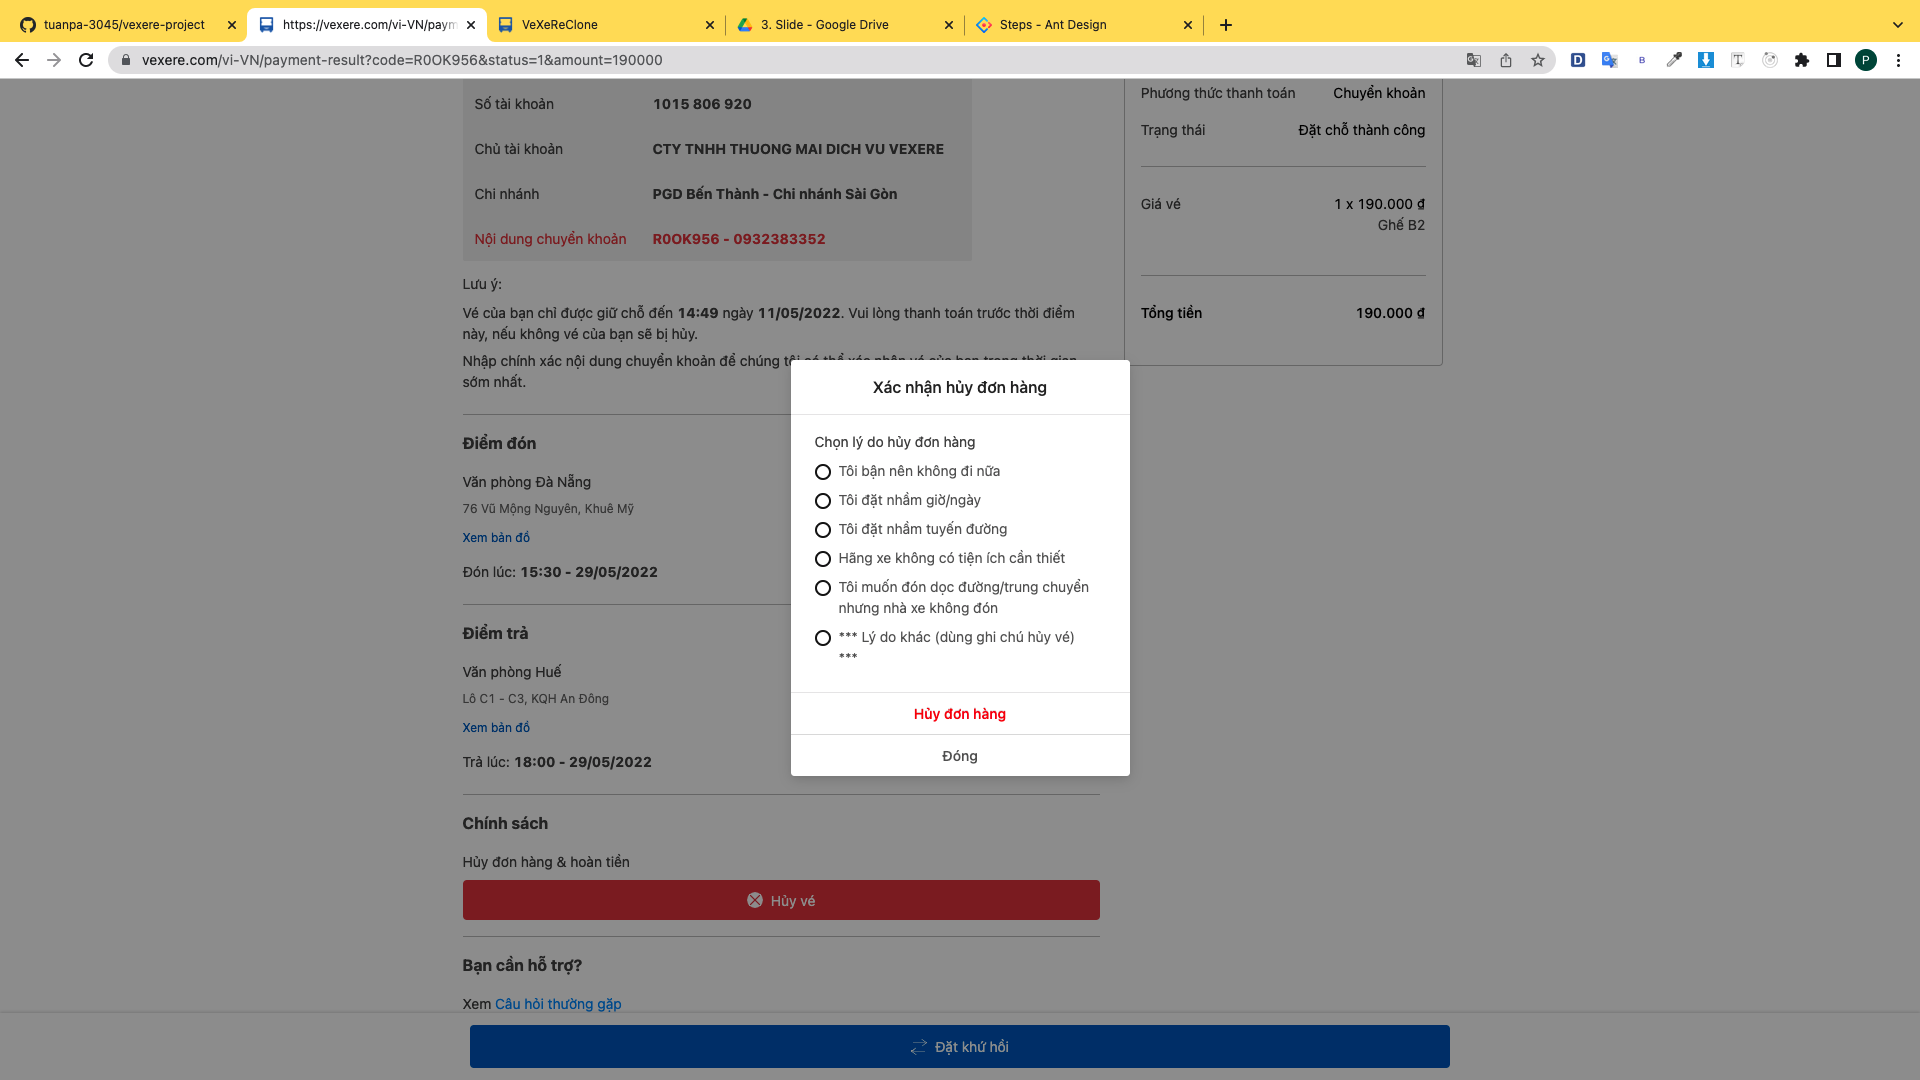 tuanpa-3045/vexere-project
https://vexere.com/vi-VN/paym
VeXeReClone
3. Slide - Google Drive
Steps - Ant Design
vexere.com/vi-VN/payment-result?code=R0OK956&status=1&amount=190000
P
Số tài khoản 1015 806 920
Chủ tài khoản CTY TNHH THUONG MAI DICH VU VEXERE
Chi nhánh PGD Bến Thành - Chi nhánh Sài Gòn
Nội dung chuyển khoản R0OK956 - 0932383352
Lưu ý:
Vé của bạn chỉ được giữ chỗ đến 14:49 ngày 11/05/2022. Vui lòng thanh toán trước thời điểm
này, nếu không vé của bạn sẽ bị hủy.
Nhập chính xác nội dung chuyển khoản để chúng tôi có thể xác nhận vé của bạn trong thời gian
sớm nhất.
Điểm đón
Văn phòng Đà Nẵng
76 Vũ Mộng Nguyên, Khuê Mỹ
Xem bản đồ
Đón lúc: 15:30 - 29/05/2022
Điểm trả
Văn phòng Huế
Lô C1 - C3, KQH An Đông
Xem bản đồ
Trả lúc: 18:00 - 29/05/2022
Chính sách
Hủy đơn hàng & hoàn tiền
Hủy vé
Bạn cần hỗ trợ?
Xem Câu hỏi thường gặp
Phương thức thanh toán Chuyển khoản
Trạng thái Đặt chỗ thành công
Giá vé 1 x 190.000 ₫
Ghế B2
Tổng tiền 190.000 ₫
Xác nhận hủy đơn hàng
Chọn lý do hủy đơn hàng
Tôi bận nên không đi nữa
Tôi đặt nhầm giờ/ngày
Tôi đặt nhầm tuyến đường
Hãng xe không có tiện ích cần thiết
Tôi muốn đón dọc đường/trung chuyển
nhưng nhà xe không đón
*** Lý do khác (dùng ghi chú hủy vé)
***
Hủy đơn hàng
Đóng
Đặt khứ hồi